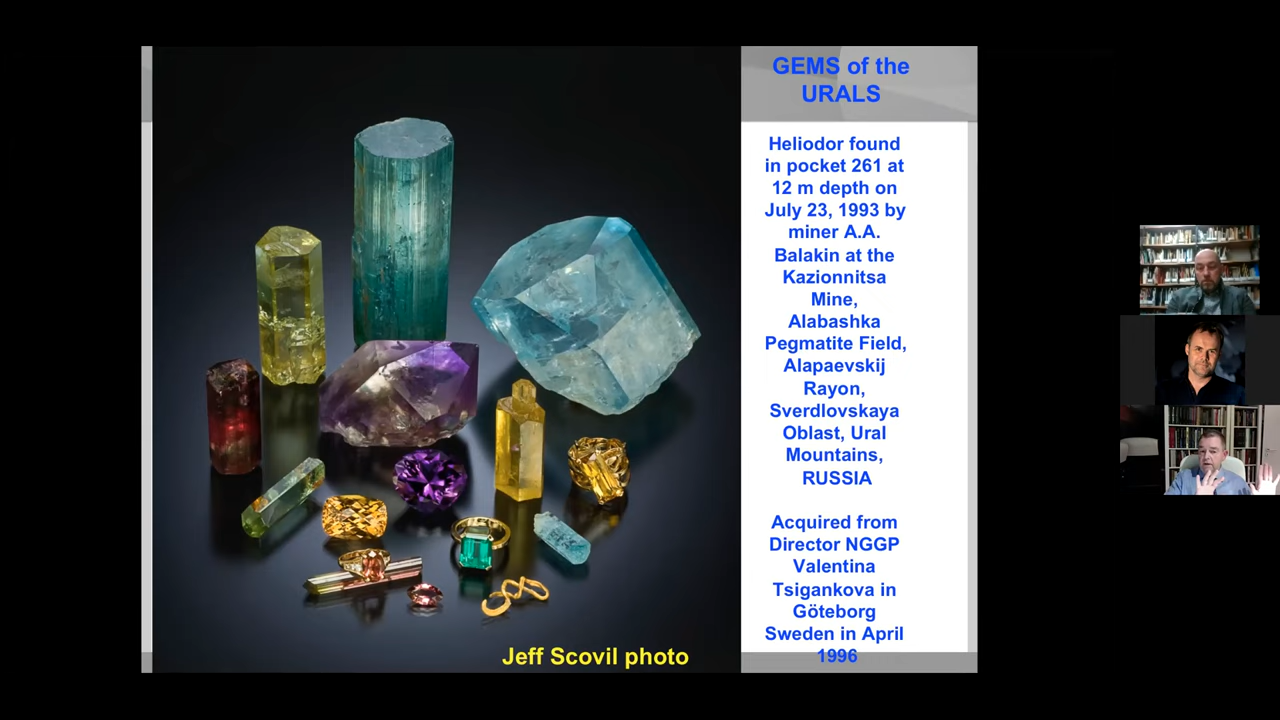 GEMS of the
URALS
Heliodor found
in pocket 261 at
12 m depth on
July 23, 1993 by
miner A.A.
Balakin at the
Kazionnitsa
Mine,
Alabashka
Pegmatite Field,
Alapaevskij
Rayon,
Sverdlovskaya
Oblast, Ural
Mountains,
RUSSIA
Acquired from
Director NGGP
Valentina
Tsigankova in
Göteborg
Sweden in April
1996
Jeff Scovil photo